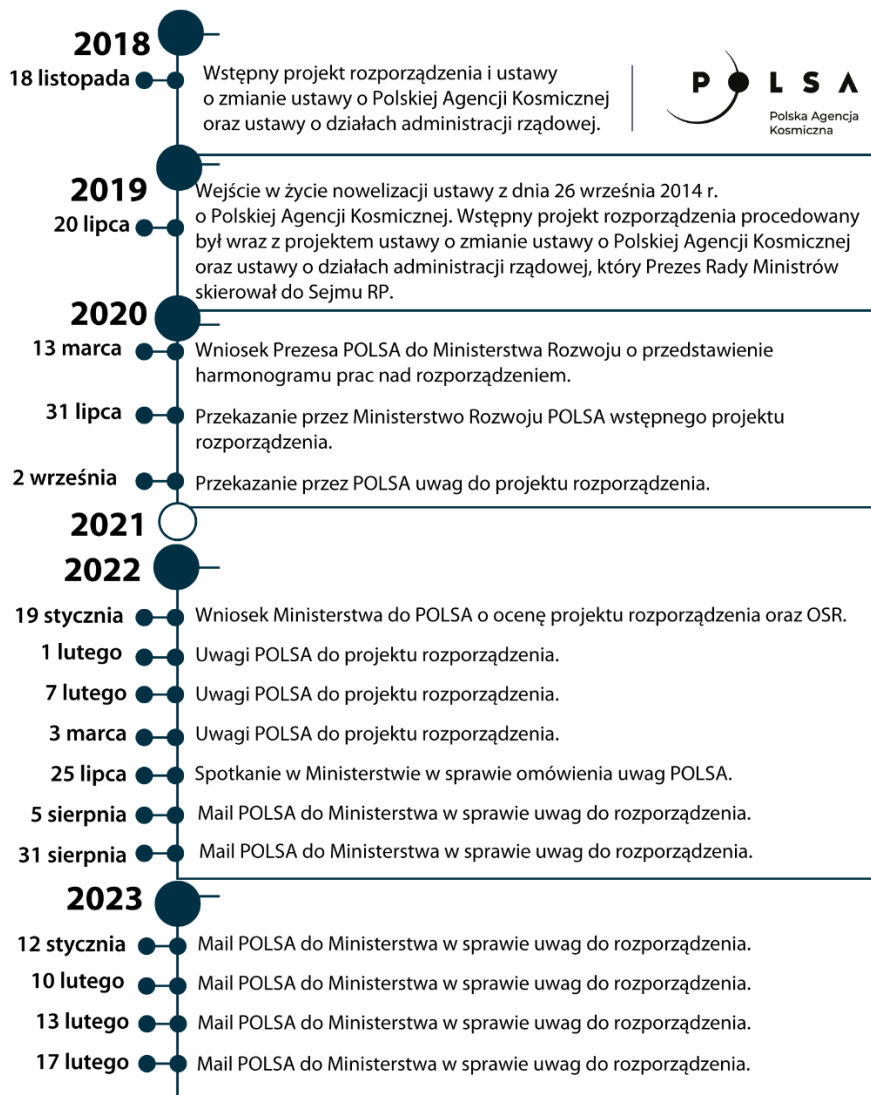 2018
18 listopada
Wstępny projekt rozporządzenia i ustawy
o zmianie ustawy o Polskiej Agencji Kosmicznej
oraz ustawy o działach administracji rządowej.
POLSA
Polska Agencja
Kosmiczna
2019
20 lipca
Wejście w życie nowelizacji ustawy z dnia 26 września 2014 r.
o Polskiej Agencji Kosmicznej. Wstępny projekt rozporządzenia procedowany
był wraz z projektem ustawy o zmianie ustawy o Polskiej Agencji Kosmicznej
oraz ustawy o działach administracji rządowej, który Prezes Rady Ministrów
skierował do Sejmu RP.
2020
13 marca
Wniosek Prezesa POLSA do Ministerstwa Rozwoju o przedstawienie
harmonogramu prac nad rozporządzeniem.
31 lipca
Przekazanie przez Ministerstwo Rozwoju POLSA wstępnego projektu
rozporządzenia.
2 września
Przekazanie przez POLSA uwag do projektu rozporządzenia.
2021
2022
19 stycznia
Wniosek Ministerstwa do POLSA o ocenę projektu rozporządzenia oraz OSR.
1 lutego
Uwagi POLSA do projektu rozporządzenia.
7 lutego
Uwagi POLSA do projektu rozporządzenia.
3 marca
Uwagi POLSA do projektu rozporządzenia.
25 lipca
Spotkanie w Ministerstwie w sprawie omówienia uwag POLSA.
5 sierpnia
Mail POLSA do Ministerstwa w sprawie uwag do rozporządzenia.
31 sierpnia
Mail POLSA do Ministerstwa w sprawie uwag do rozporządzenia.
2023
12 stycznia
Mail POLSA do Ministerstwa w sprawie uwag do rozporządzenia.
10 lutego
Mail POLSA do Ministerstwa w sprawie uwag do rozporządzenia.
13 lutego
Mail POLSA do Ministerstwa w sprawie uwag do rozporządzenia.
17 lutego
Mail POLSA do Ministerstwa w sprawie uwag do rozporządzenia.